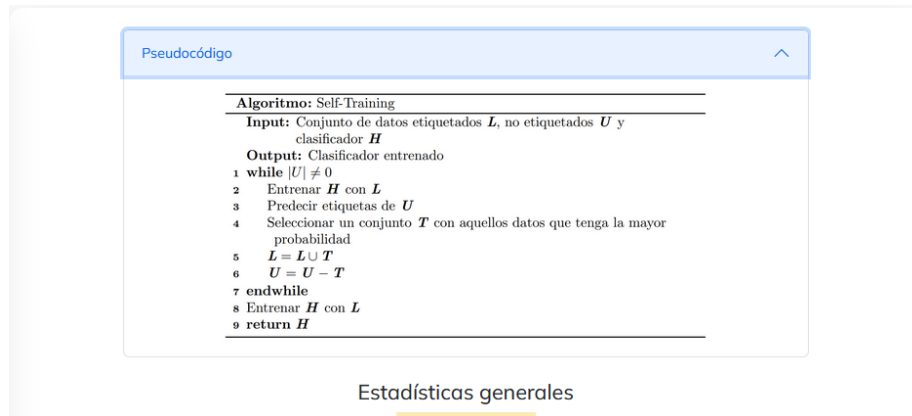 Pseudocódigo
Algoritmo: Self-Training
Input: Conjunto de datos etiquetados L, no etiquetados U y
clasificador H
Output: Clasificador entrenado
1 while |U| ≠ 0
2 Entrenar H con L
3 Predecir etiquetas de U
4 Seleccionar un conjunto T con aquellos datos que tenga la mayor
probabilidad
5 L = L ∪ T
6 U = U − T
7 endwhile
8 Entrenar H con L
9 return H
Estadísticas generales